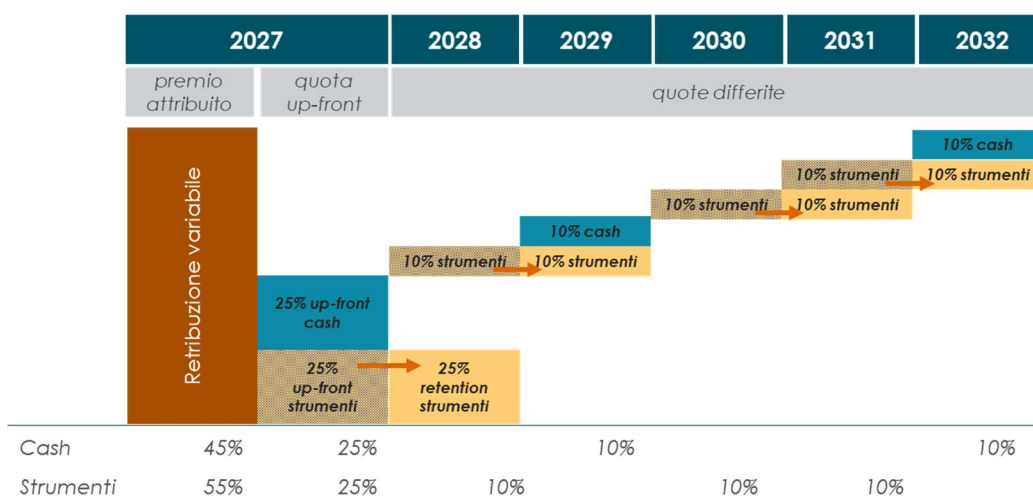 2027 2028 2029 2030 2031 2032
premio attribuito
quota up-front
quote differite
Retribuzione variabile
10% cash
10% strumenti 10% strumenti
10% strumenti 10% strumenti
10% cash
10% strumenti 10% strumenti
25% up-front
cash
25%
up-front
strumenti
25%
retention
strumenti
Cash 45% 25% 10% 10%
Strumenti 55% 25% 10% 10% 10%